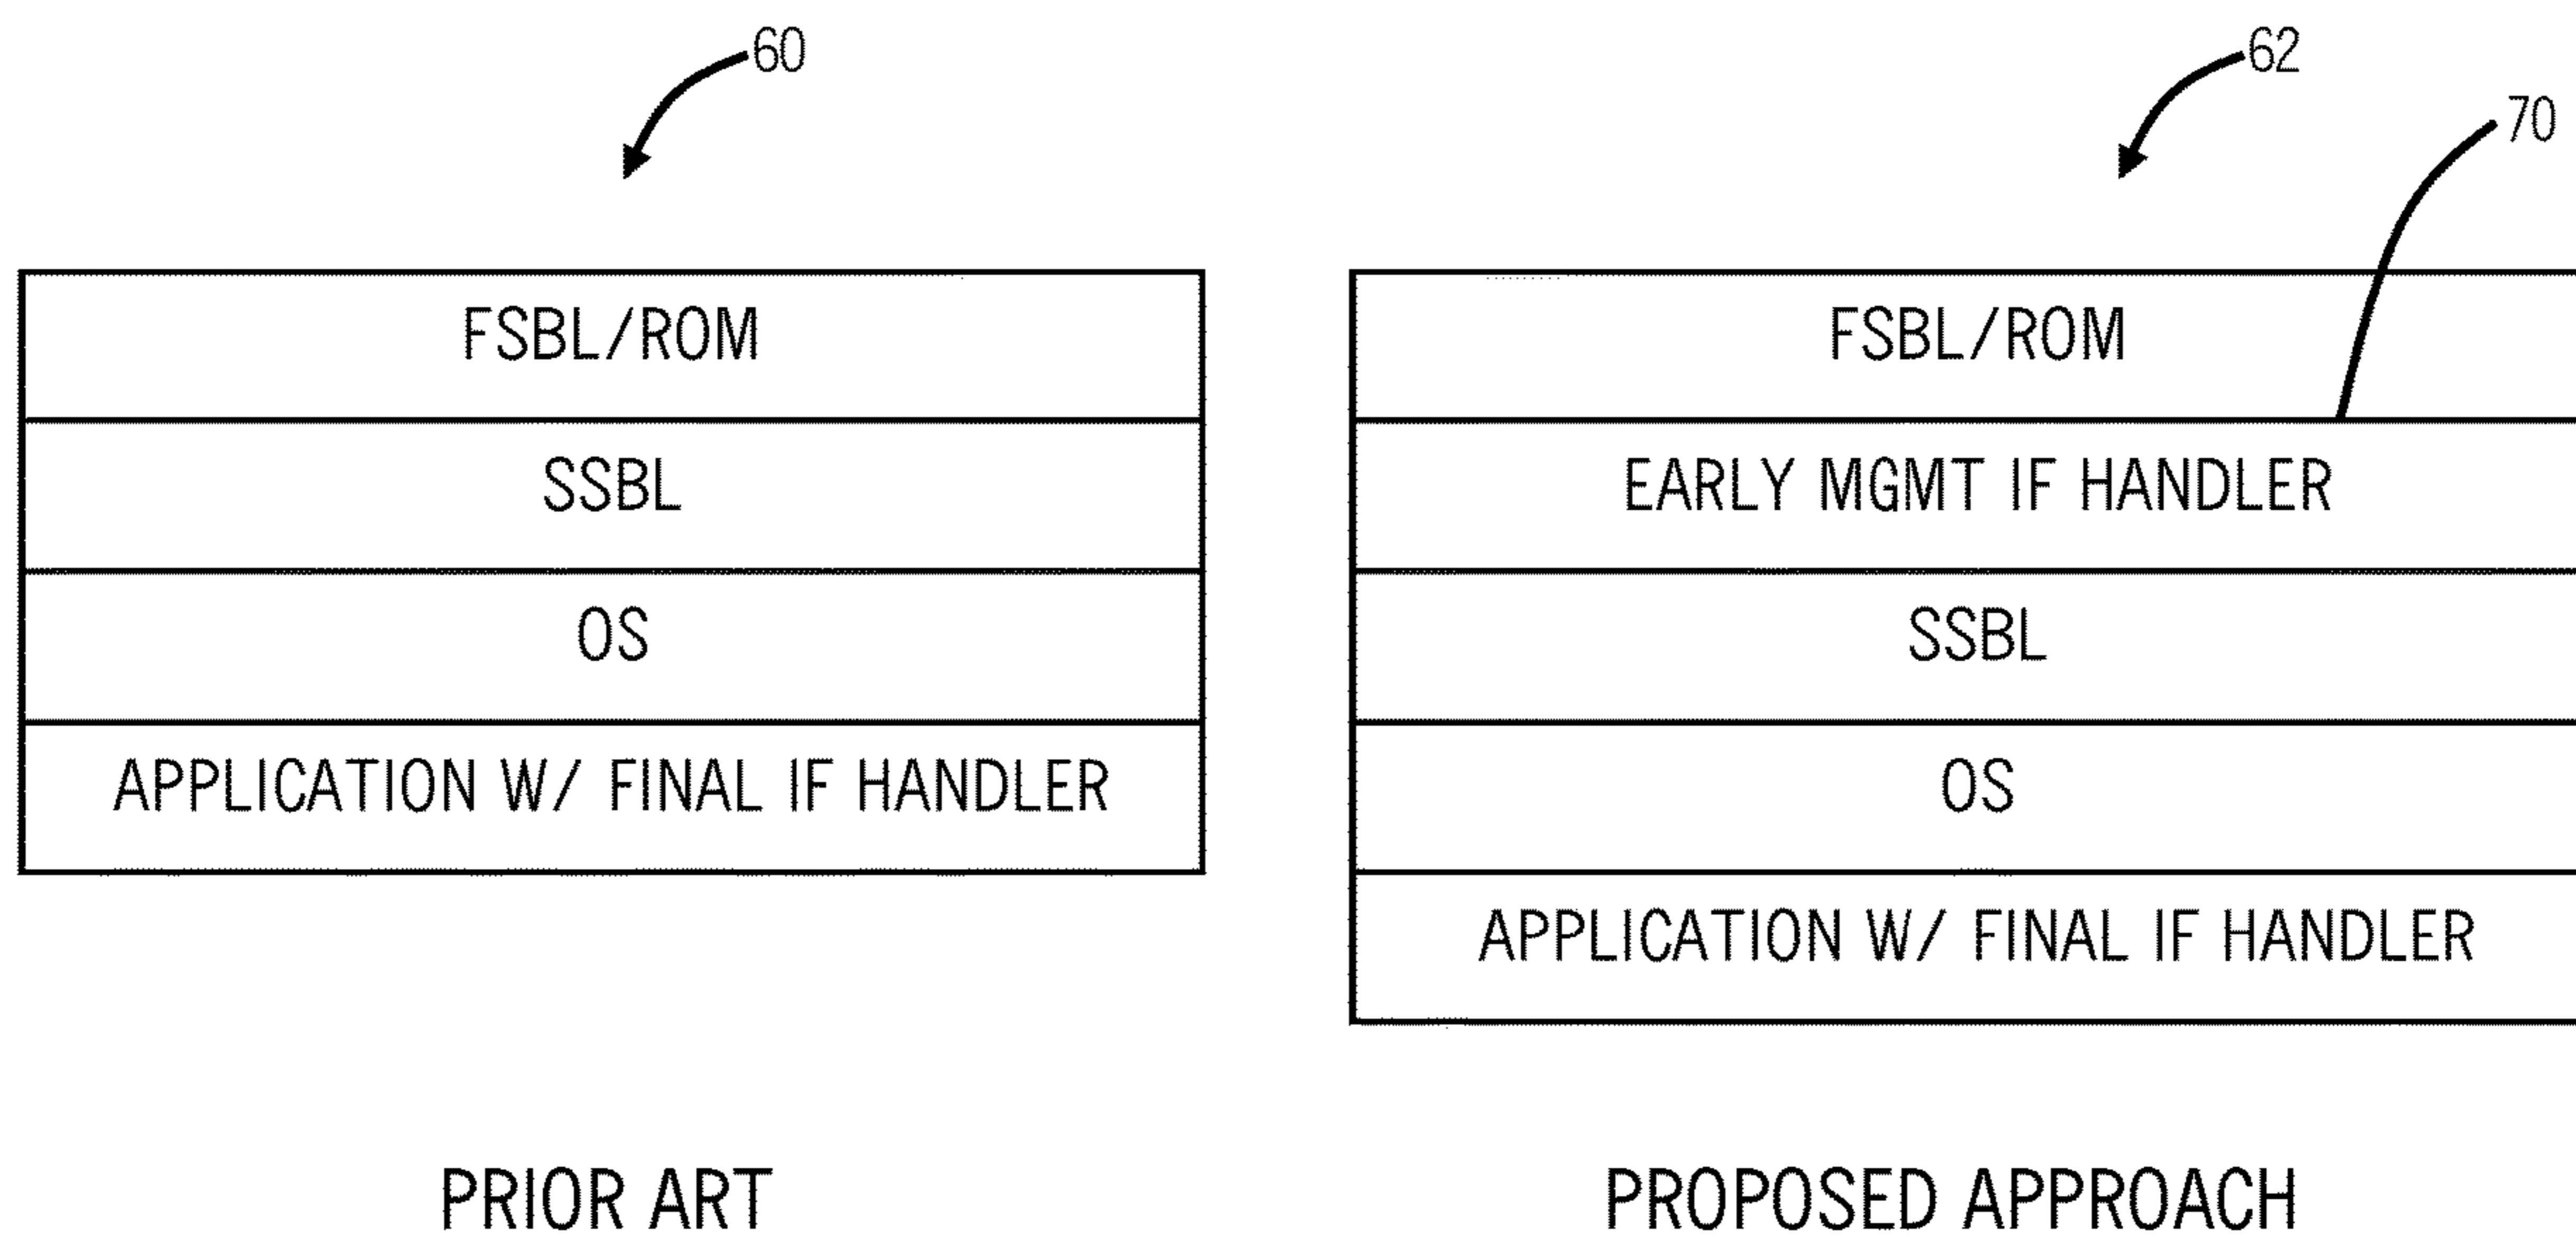 60
FSBL/ROM
SSBL
OS
APPLICATION W/ FINAL IF HANDLER
PRIOR ART
62
70
FSBL/ROM
EARLY MGMT IF HANDLER
SSBL
OS
APPLICATION W/ FINAL IF HANDLER
PROPOSED APPROACH